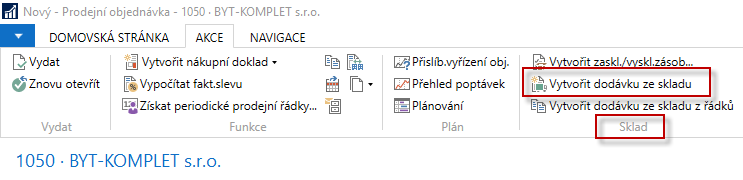 Nový - Prodejní objednávka - 1050 · BYT-KOMPLET s.r.o.
DOMOVSKÁ STRÁNKA AKCE NAVIGACE
Vydat
Znovu otevřít
Vydat
Vytvořit nákupní doklad
Vypočítat fakt.slevu
Získat periodické prodejní řádky...
Funkce
Příslib.vyřízení obj.
Přehled poptávek
Plánování
Plán
Vytvořit zaskl./vyskl.zásob...
Vytvořit dodávku ze skladu
Vytvořit dodávku ze skladu z řádků
Sklad
1050 · BYT-KOMPLET s.r.o.